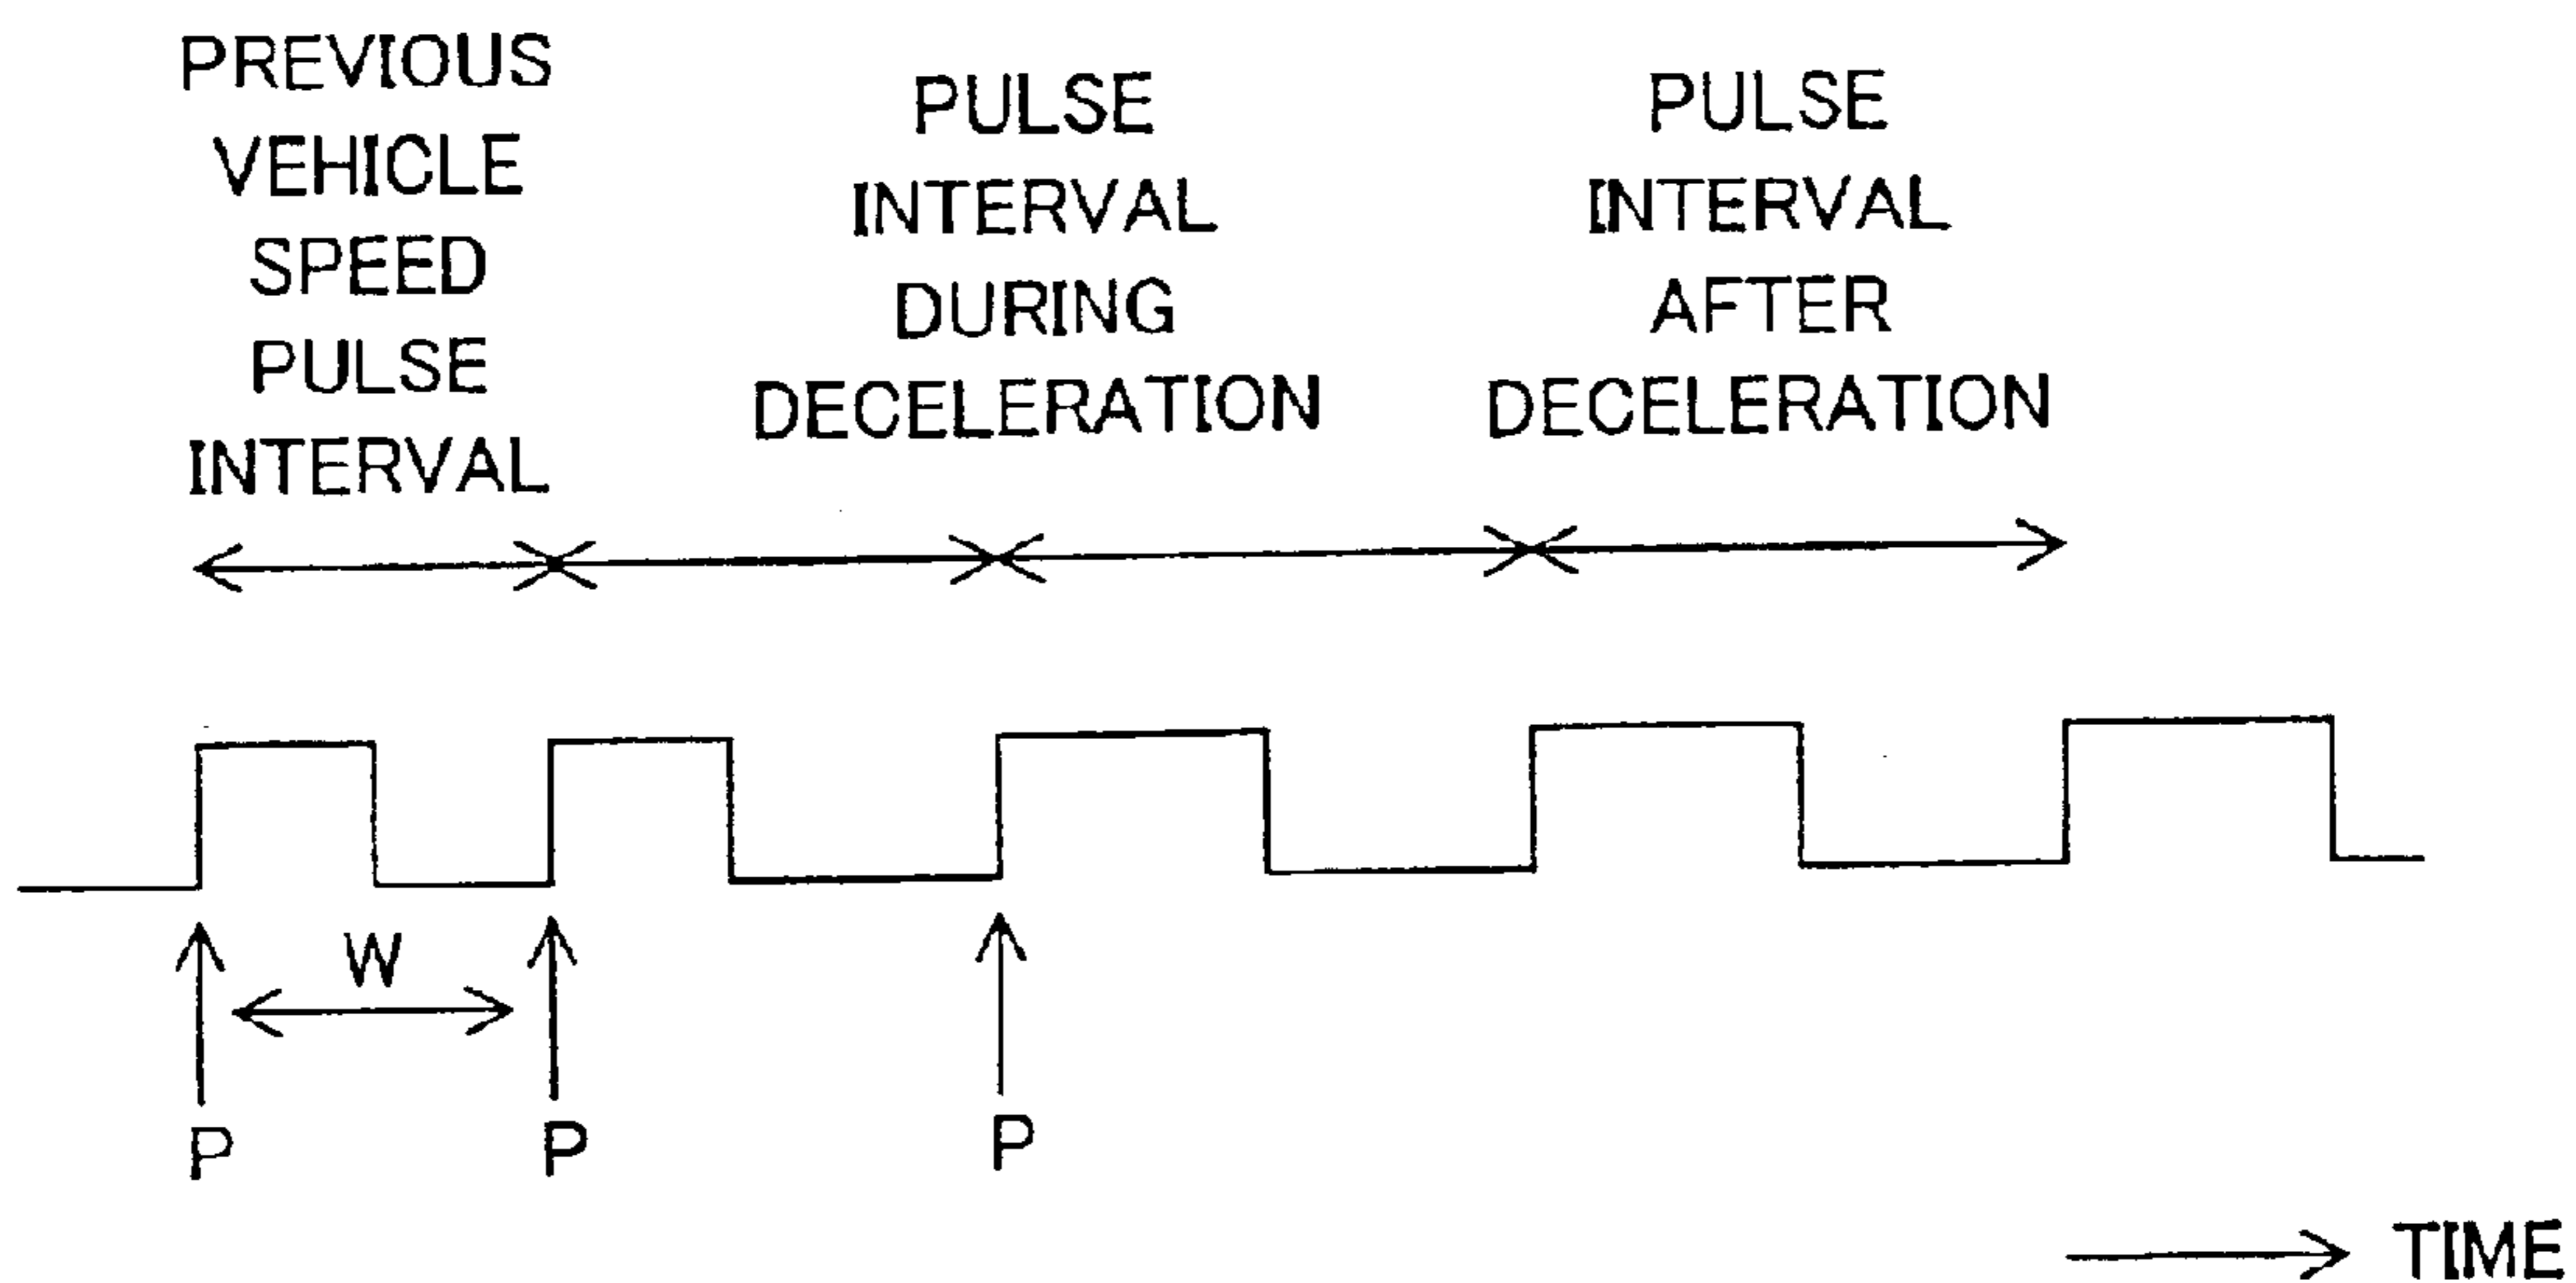 PREVIOUS
VEHICLE
SPEED
PULSE
INTERVAL
PULSE
INTERVAL
DURING
DECELERATION
PULSE
INTERVAL
AFTER
DECELERATION
W
P
P
P
TIME